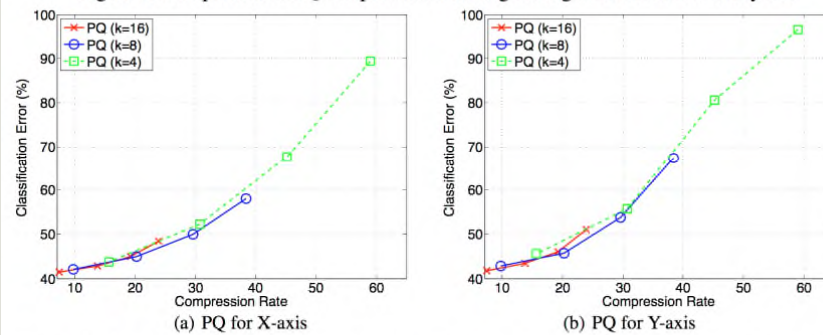 100
90
80
70
60
50
40
10 20 30 40 50 60
Classification Error (%)
Compression Rate
PQ (k=16)
PQ (k=8)
PQ (k=4)
(a) PQ for X-axis
100
90
80
70
60
50
40
10 20 30 40 50 60
Classification Error (%)
Compression Rate
PQ (k=16)
PQ (k=8)
PQ (k=4)
(b) PQ for Y-axis